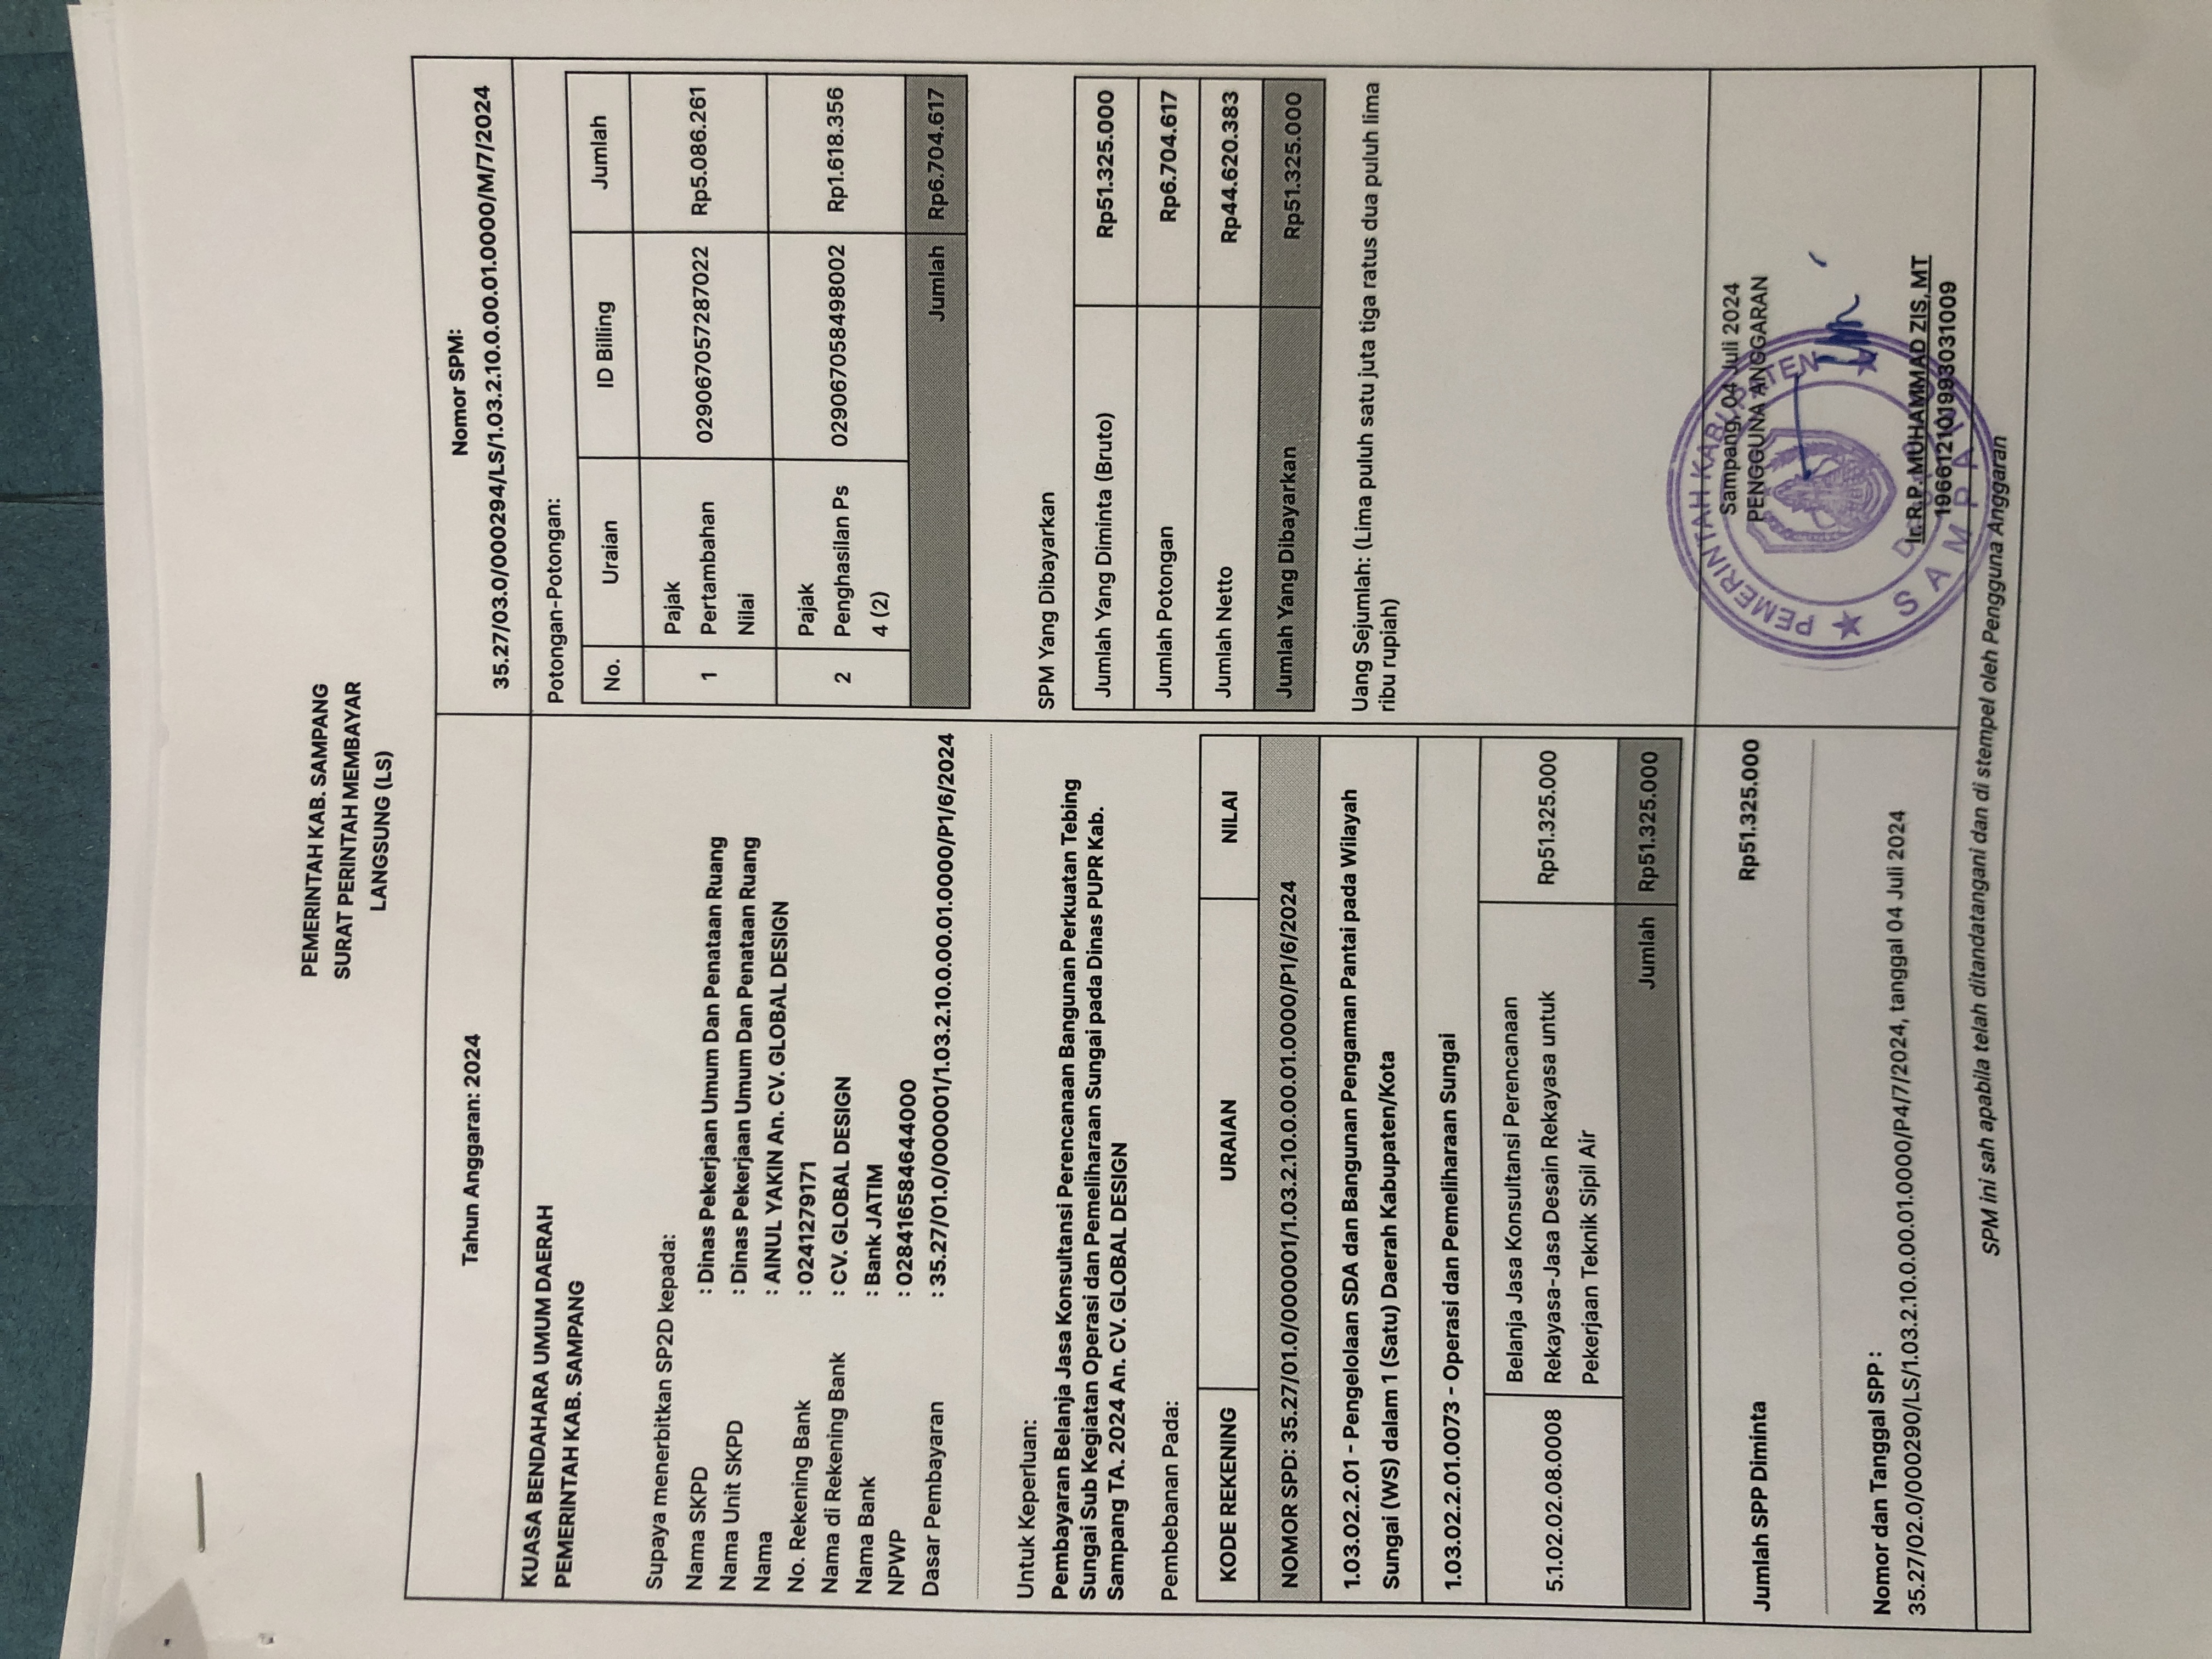 PEMERINTAH KAB. SAMPANG
SURAT PERINTAH MEMBAYAR
LANGSUNG (LS)
Tahun Anggaran: 2024
Nomor SPM:
35.27/03.0/000294/LS/1.03.2.10.0.00.01.0000/M/7/2024
KUASA BENDAHARA UMUM DAERAH
PEMERINTAH KAB. SAMPANG
Supaya menerbitkan SP2D kepada:
Nama SKPD : Dinas Pekerjaan Umum Dan Penataan Ruang
Nama Unit SKPD : Dinas Pekerjaan Umum Dan Penataan Ruang
Nama : AINUL YAKIN An. CV. GLOBAL DESIGN
No. Rekening Bank : 0241279171
Nama di Rekening Bank : CV. GLOBAL DESIGN
Nama Bank : Bank JATIM
NPWP : 028416584644000
Dasar Pembayaran : 35.27/01.0/000001/1.03.2.10.0.00.01.0000/P1/6/2024
Untuk Keperluan:
Pembayaran Belanja Jasa Konsultansi Perencanaan Bangunan Perkuatan Tebing
Sungai Sub Kegiatan Operasi dan Pemeliharaan Sungai pada Dinas PUPR Kab.
Sampang TA. 2024 An. CV. GLOBAL DESIGN
Pembebanan Pada:
KODE REKENING URAIAN NILAI
NOMOR SPD: 35.27/01.0/000001/1.03.2.10.0.00.01.0000/P1/6/2024
1.03.02.2.01 - Pengelolaan SDA dan Bangunan Pengaman Pantai pada Wilayah
Sungai (WS) dalam 1 (Satu) Daerah Kabupaten/Kota
1.03.02.2.01.0073 - Operasi dan Pemeliharaan Sungai
Belanja Jasa Konsultansi Perencanaan
5.1.02.02.08.0008 Rekayasa-Jasa Desain Rekayasa untuk Rp51.325.000
Pekerjaan Teknik Sipil Air
Jumlah Rp51.325.000
Jumlah SPP Diminta Rp51.325.000
Nomor dan Tanggal SPP :
35.27/02.0/000290/LS/1.03.2.10.0.00.01.0000/P4/7/2024, tanggal 04 Juli 2024
Potongan-Potongan:
No. Uraian ID Billing Jumlah
Pajak
1 Pertambahan 029067057287022 Rp5.086.261
Nilai
Pajak
2 Penghasilan Ps 029067058498002 Rp1.618.356
4 (2)
Jumlah Rp6.704.617
SPM Yang Dibayarkan
Jumlah Yang Diminta (Bruto) Rp51.325.000
Jumlah Potongan Rp6.704.617
Jumlah Netto Rp44.620.383
Jumlah Yang Dibayarkan Rp51.325.000
Uang Sejumlah: (Lima puluh satu juta tiga ratus dua puluh lima
ribu rupiah)
Sampang, 04 Juli 2024
PENGGUNA ANGGARAN
PEMERINTAH KABUPATEN
SAMPANG
Ir. R.P. MUHAMMAD ZIS, MT
196612101993031009
SPM ini sah apabila telah ditandatangani dan di stempel oleh Pengguna Anggaran